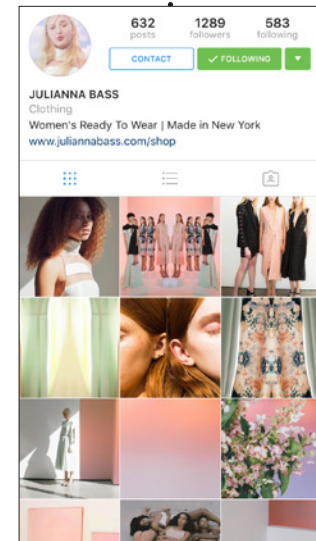 632 1289 583
posts followers following
CONTACT ✓ FOLLOWING ▼
JULIANNA BASS
Clothing
Women's Ready To Wear | Made in New York
www.juliannabass.com/shop